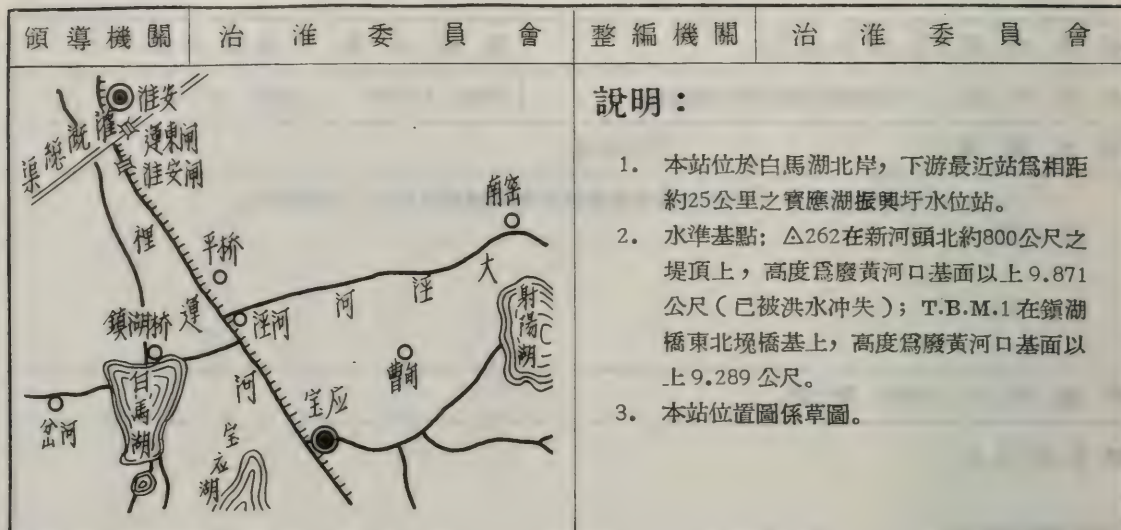 領導機關 治淮委員會 整編機關 治淮委員會
淮安
運東闸
淮安闸
灌溉總渠
南窑
平桥
裡運河
大涇河
射陽湖
鎮湖桥
涇河
曹甸
白馬湖
岔河
宝应
宝应湖
說明：
1. 本站位於白馬湖北岸，下游最近站爲相距
約25公里之寶應湖振興圩水位站。
2. 水準基點：△262在新河頭北約800公尺之
堤頂上，高度爲廢黃河口基面以上9.871
公尺（已被洪水冲失）；T.B.M.1在鎮湖
橋東北境橋基上，高度爲廢黃河口基面以
上9.289公尺。
3. 本站位置圖係草圖。